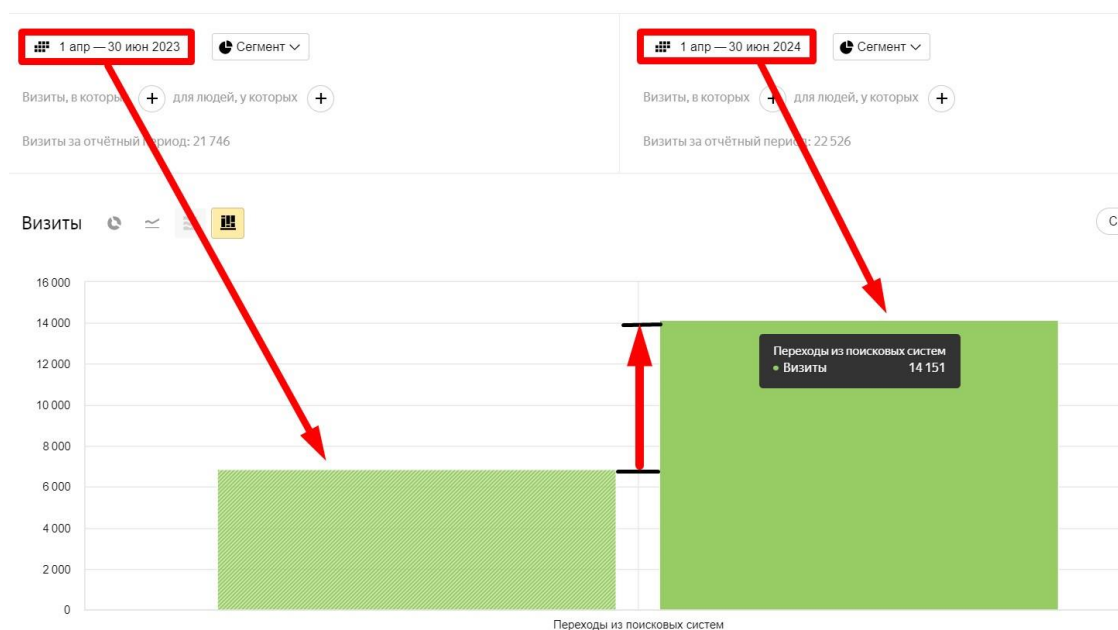 1 апр — 30 июн 2023 Сегмент
Визиты, в которых для людей, у которых
Визиты за отчётный период: 21 746
1 апр — 30 июн 2024 Сегмент
Визиты, в которых для людей, у которых
Визиты за отчётный период: 22 526
Визиты
16 000
14 000
12 000
10 000
8 000
6 000
4 000
2 000
0
Переходы из поисковых систем
Визиты 14 151
Переходы из поисковых систем